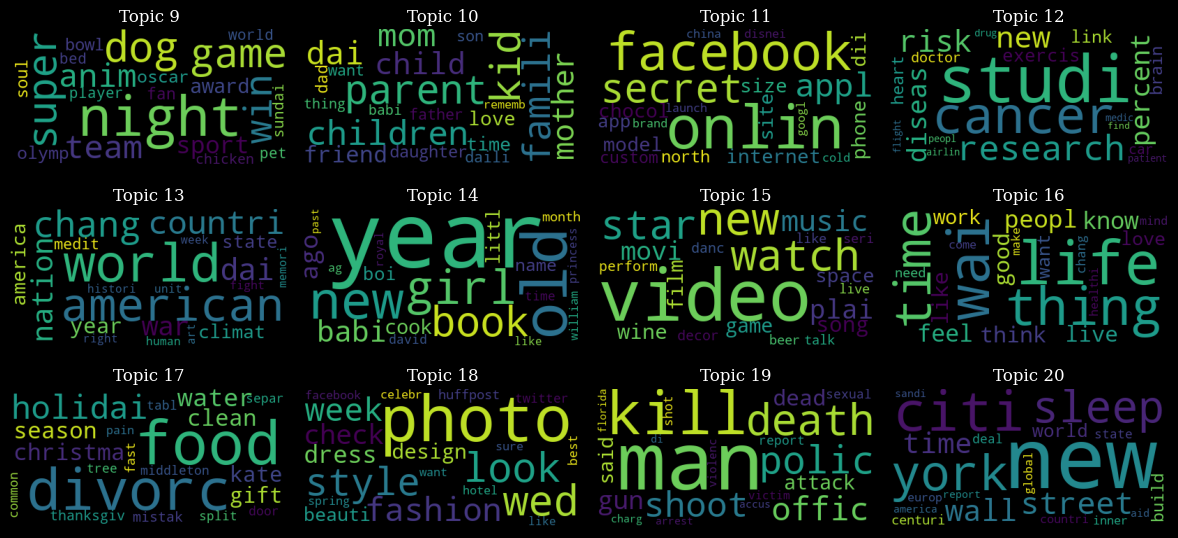 Topic 9
super dog game night anim win team sport bowl bed oscar award world soul player fan sundai olymp chicken pet
Topic 10
mom son dai child kid dad want parent famili mother thing babi father rememb love children time friend daughter daili
Topic 11
china disnei facebook dii secret size appl chocol launch site googl app brand onlin phone model custom north internet cold
Topic 12
risk drug new link doctor exercis percent brain heart studi diseas cancer medic find flight peopl airlin research car patient
Topic 13
chang countri america medit week state nation world dai memori american histori unit fight year war art climat right human
Topic 14
past year littl month ago ag royal old boi name new girl princess babi cook book time william david like
Topic 15
star new music danc like seri movi watch perform film space video live plai wine decor game song beer talk
Topic 16
work peopl know mind time come wai good make want life chang love need like thing healthi feel think live
Topic 17
holidai tabl water separ season pain clean food christma fast tree middleton kate common divorc gift thanksgiv mistak split door
Topic 18
facebook celebr huffpost twitter week photo check dress design sure best look style want spring hotel wed beauti fashion like
Topic 19
florida kill shot dead sexual death said man di report polic violenc attack gun shoot victim offic charg accus arrest
Topic 20
sandi citi sleep time deal world state york new global europ report street build america wall centuri countri inner aid